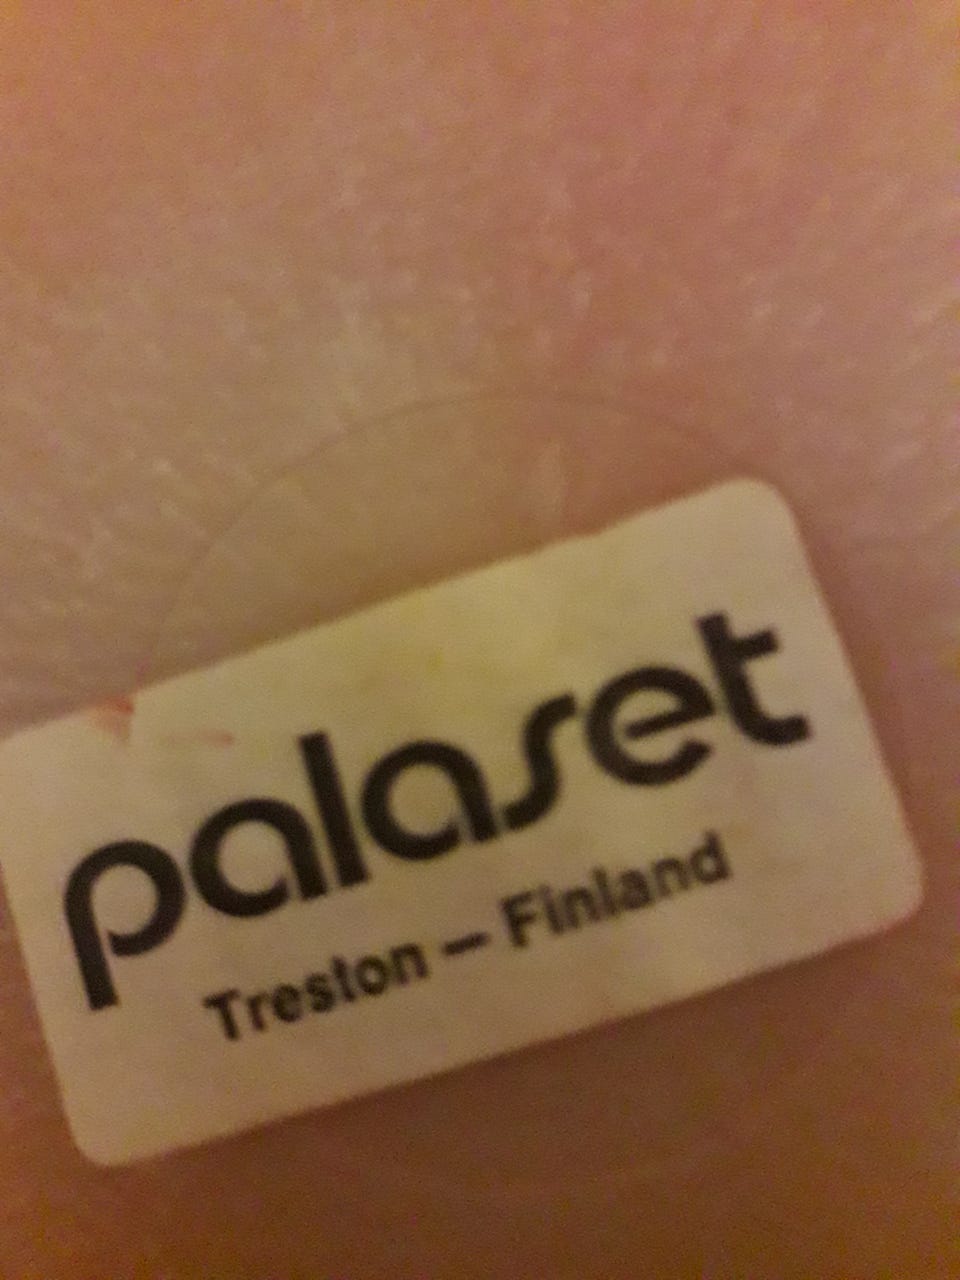 palaset
Treston – Finland